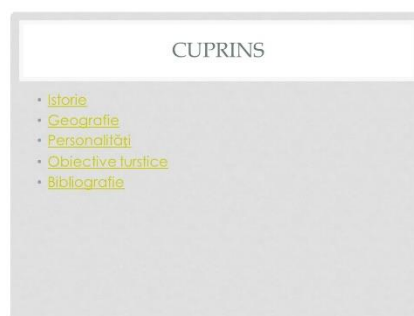 CUPRINS
• Istorie
• Geografie
• Personalități
• Obiective turstice
• Bibliografie